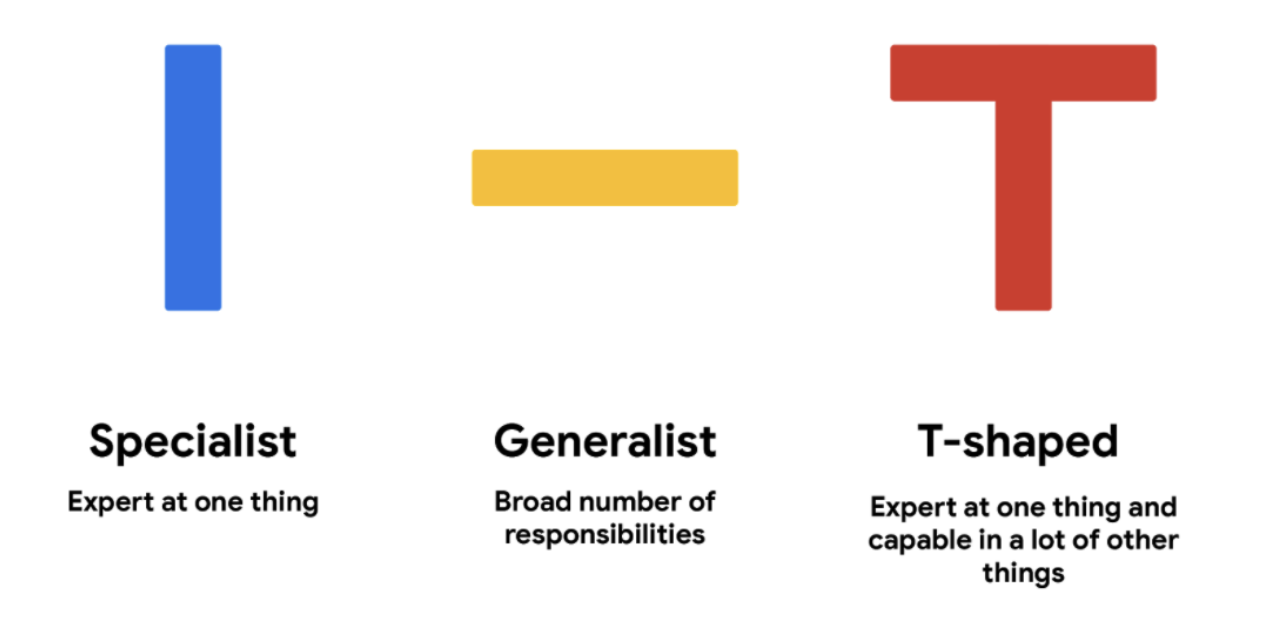 Specialist
Expert at one thing
Generalist
Broad number of
responsibilities
T-shaped
Expert at one thing and
capable in a lot of other
things